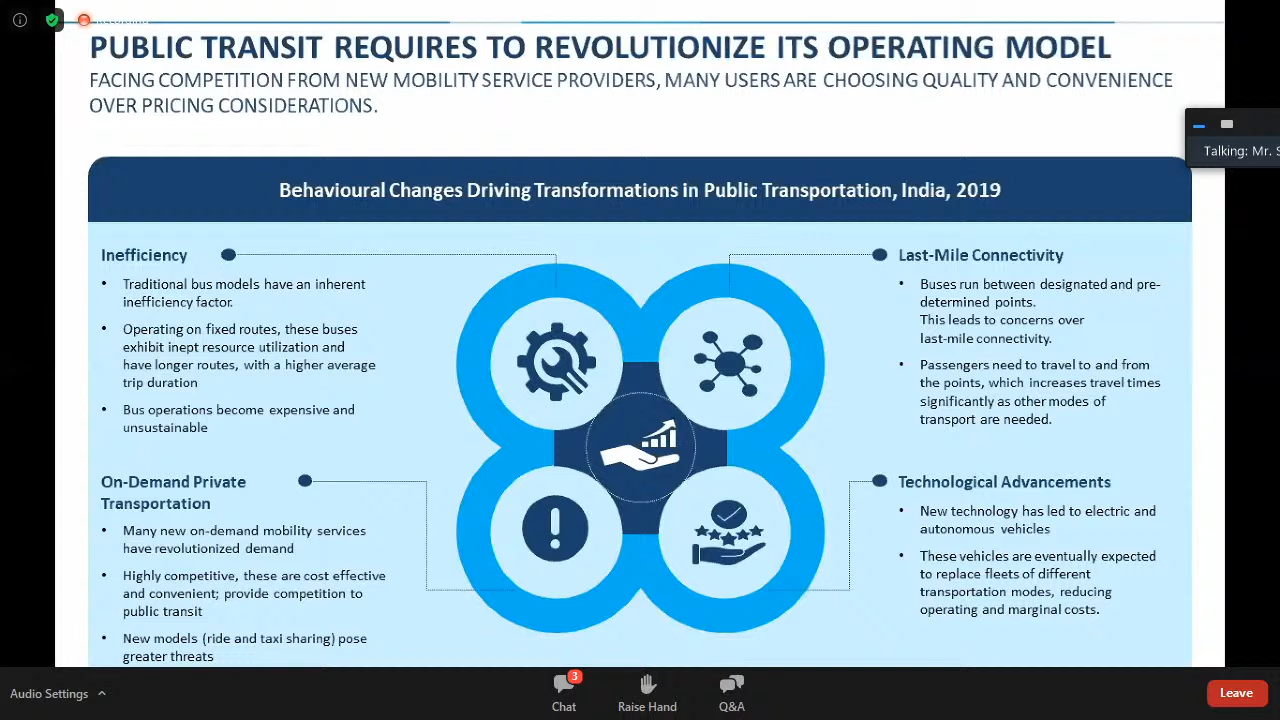 Recording
PUBLIC TRANSIT REQUIRES TO REVOLUTIONIZE ITS OPERATING MODEL
FACING COMPETITION FROM NEW MOBILITY SERVICE PROVIDERS, MANY USERS ARE CHOOSING QUALITY AND CONVENIENCE
OVER PRICING CONSIDERATIONS.
Talking: Mr. S
Behavioural Changes Driving Transformations in Public Transportation, India, 2019
Inefficiency
• Traditional bus models have an inherent
inefficiency factor.
• Operating on fixed routes, these buses
exhibit inept resource utilization and
have longer routes, with a higher average
trip duration
• Bus operations become expensive and
unsustainable
Last-Mile Connectivity
• Buses run between designated and pre-
determined points.
This leads to concerns over
last-mile connectivity.
• Passengers need to travel to and from
the points, which increases travel times
significantly as other modes of
transport are needed.
On-Demand Private
Transportation
• Many new on-demand mobility services
have revolutionized demand
• Highly competitive, these are cost effective
and convenient; provide competition to
public transit
• New models (ride and taxi sharing) pose
greater threats
Technological Advancements
• New technology has led to electric and
autonomous vehicles
• These vehicles are eventually expected
to replace fleets of different
transportation modes, reducing
operating and marginal costs.
Audio Settings
3
Chat
Raise Hand
Q&A
Leave